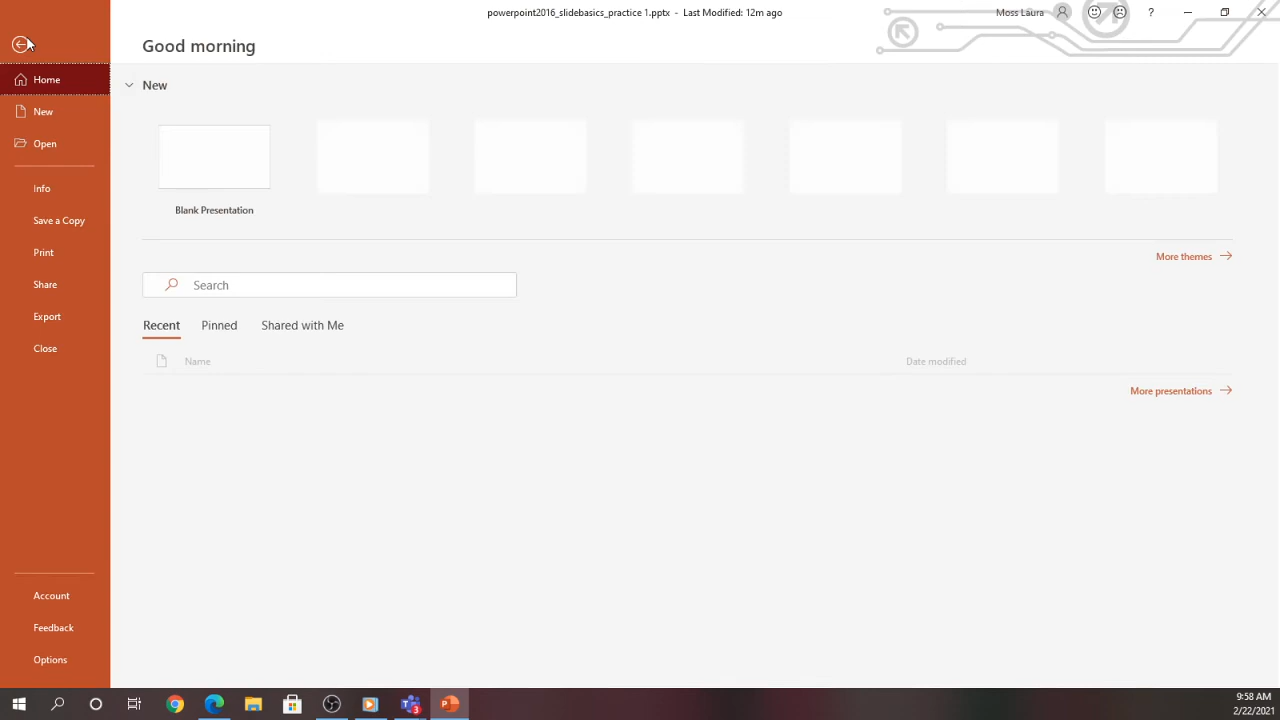 powerpoint2016_slidebasics_practice 1.pptx - Last Modified: 12m ago
Moss Laura
?
Good morning
Home
New
Open
Info
Save a Copy
Print
Share
Export
Close
Account
Feedback
Options
New
Blank Presentation
More themes
Search
Recent Pinned Shared with Me
Name Date modified
More presentations
3
9:58 AM
2/22/2021